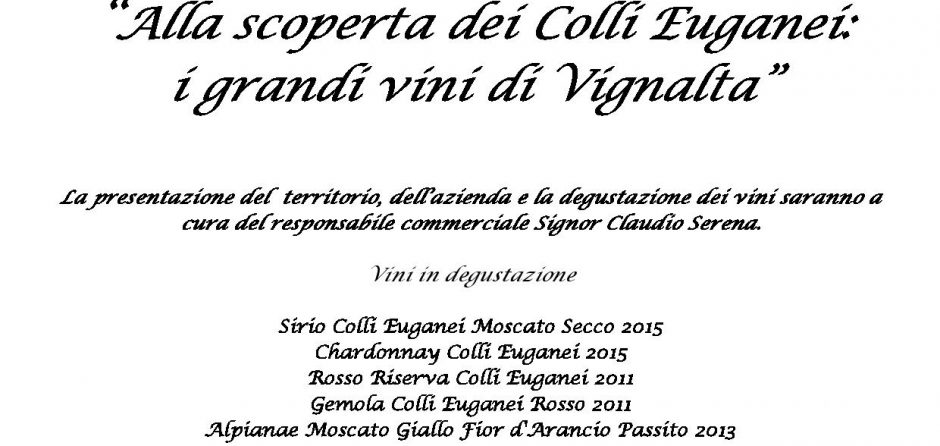 “Alla scoperta dei Colli Euganei:
i grandi vini di Vignalta”
La presentazione del territorio, dell’azienda e la degustazione dei vini saranno a
cura del responsabile commerciale Signor Claudio Serena.
Vini in degustazione
Sirio Colli Euganei Moscato Secco 2015
Chardonnay Colli Euganei 2015
Rosso Riserva Colli Euganei 2011
Gemola Colli Euganei Rosso 2011
Alpianae Moscato Giallo Fior d'Arancio Passito 2013